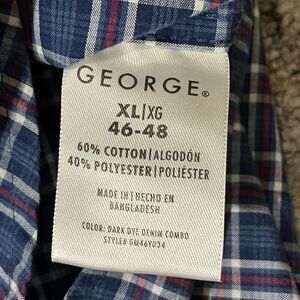 GEORGE®
XL|XG
46-48
60% COTTON|ALGODÓN
40% POLYESTER|POLIÉSTER
MADE IN|HECHO EN
BANGLADESH
COLOR: DARK DYE DENIM COMBO
STYLE# GM46Y034